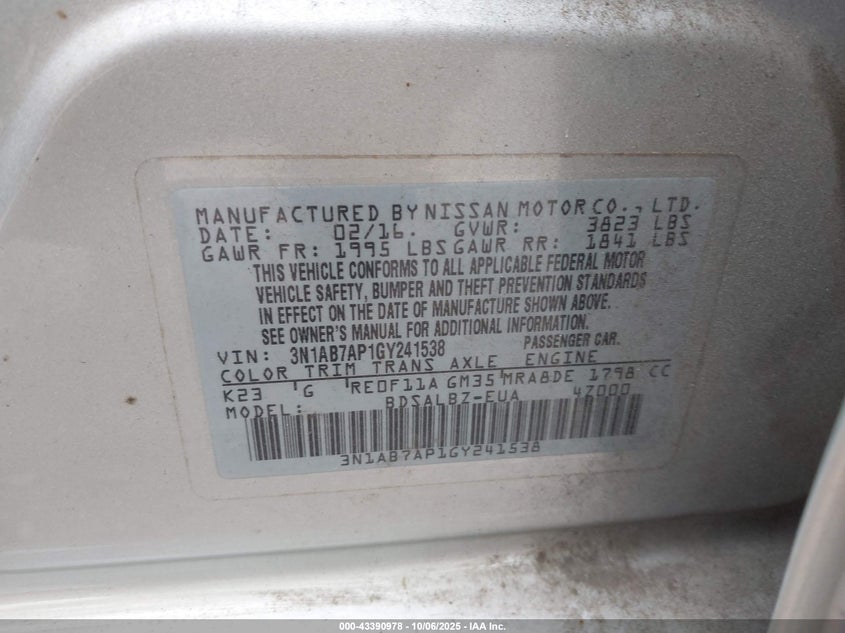 MANUFACTURED BY NISSAN MOTOR CO., LTD.
DATE: 02/16. GVWR: 3823 LBS
GAWR FR: 1995 LBS GAWR RR: 1841 LBS
THIS VEHICLE CONFORMS TO ALL APPLICABLE FEDERAL MOTOR
VEHICLE SAFETY, BUMPER AND THEFT PREVENTION STANDARDS
IN EFFECT ON THE DATE OF MANUFACTURE SHOWN ABOVE.
SEE OWNER'S MANUAL FOR ADDITIONAL INFORMATION.
VIN: 3N1AB7AP1GY241538 PASSENGER CAR.
COLOR TRIM TRANS AXLE ENGINE
K23 G RE0F11A GM35 MRA8DE 1798 CC
MODEL: BDSALBZ-EUA 47000
3N1AB7AP1GY241538
000-43390978 - 10/06/2025 - IAA Inc.